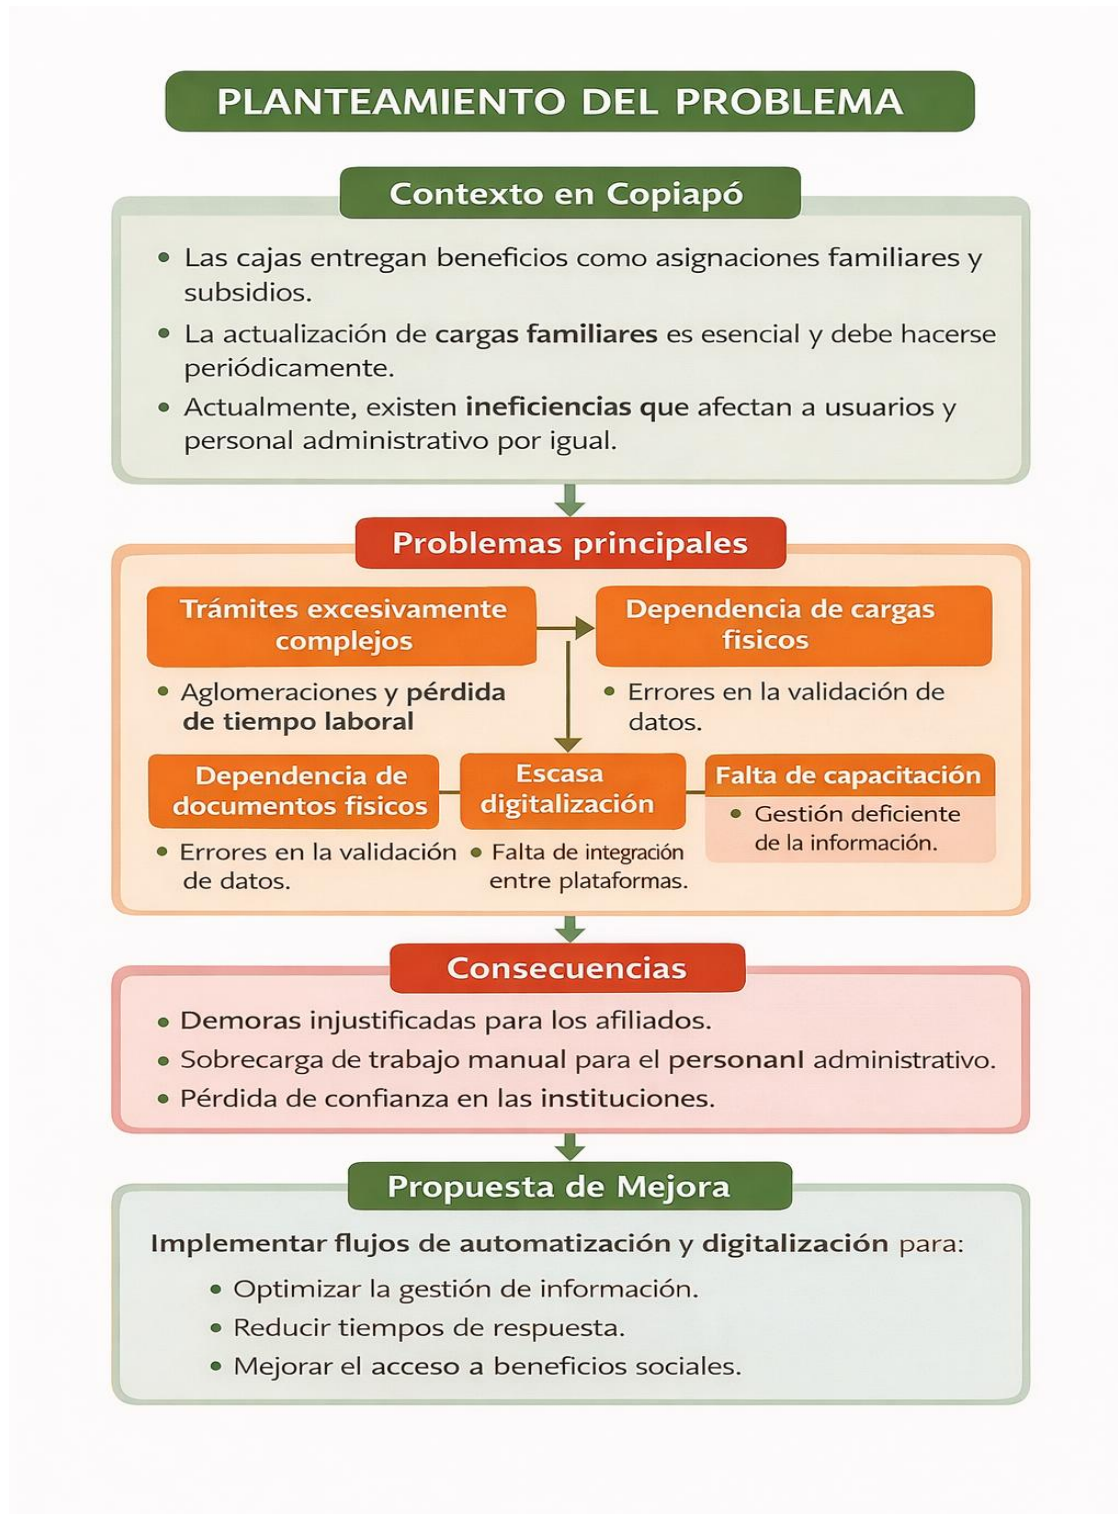 PLANTEAMIENTO DEL PROBLEMA
Contexto en Copiapó
• Las cajas entregan beneficios como asignaciones familiares y
subsidios.
• La actualización de cargas familiares es esencial y debe hacerse
periódicamente.
• Actualmente, existen ineficiencias que afectan a usuarios y
personal administrativo por igual.
Problemas principales
Trámites excesivamente
complejos
• Aglomeraciones y pérdida
de tiempo laboral
Dependencia de cargas
fisicos
• Errores en la validación de
datos.
Dependencia de
documentos fisicos
• Errores en la validación
de datos.
Escasa
digitalización
• Falta de integración
entre plataformas.
Falta de capacitación
• Gestión deficiente
de la información.
Consecuencias
• Demoras injustificadas para los afiliados.
• Sobrecarga de trabajo manual para el personanl administrativo.
• Pérdida de confianza en las instituciones.
Propuesta de Mejora
Implementar flujos de automatización y digitalización para:
• Optimizar la gestión de información.
• Reducir tiempos de respuesta.
• Mejorar el acceso a beneficios sociales.